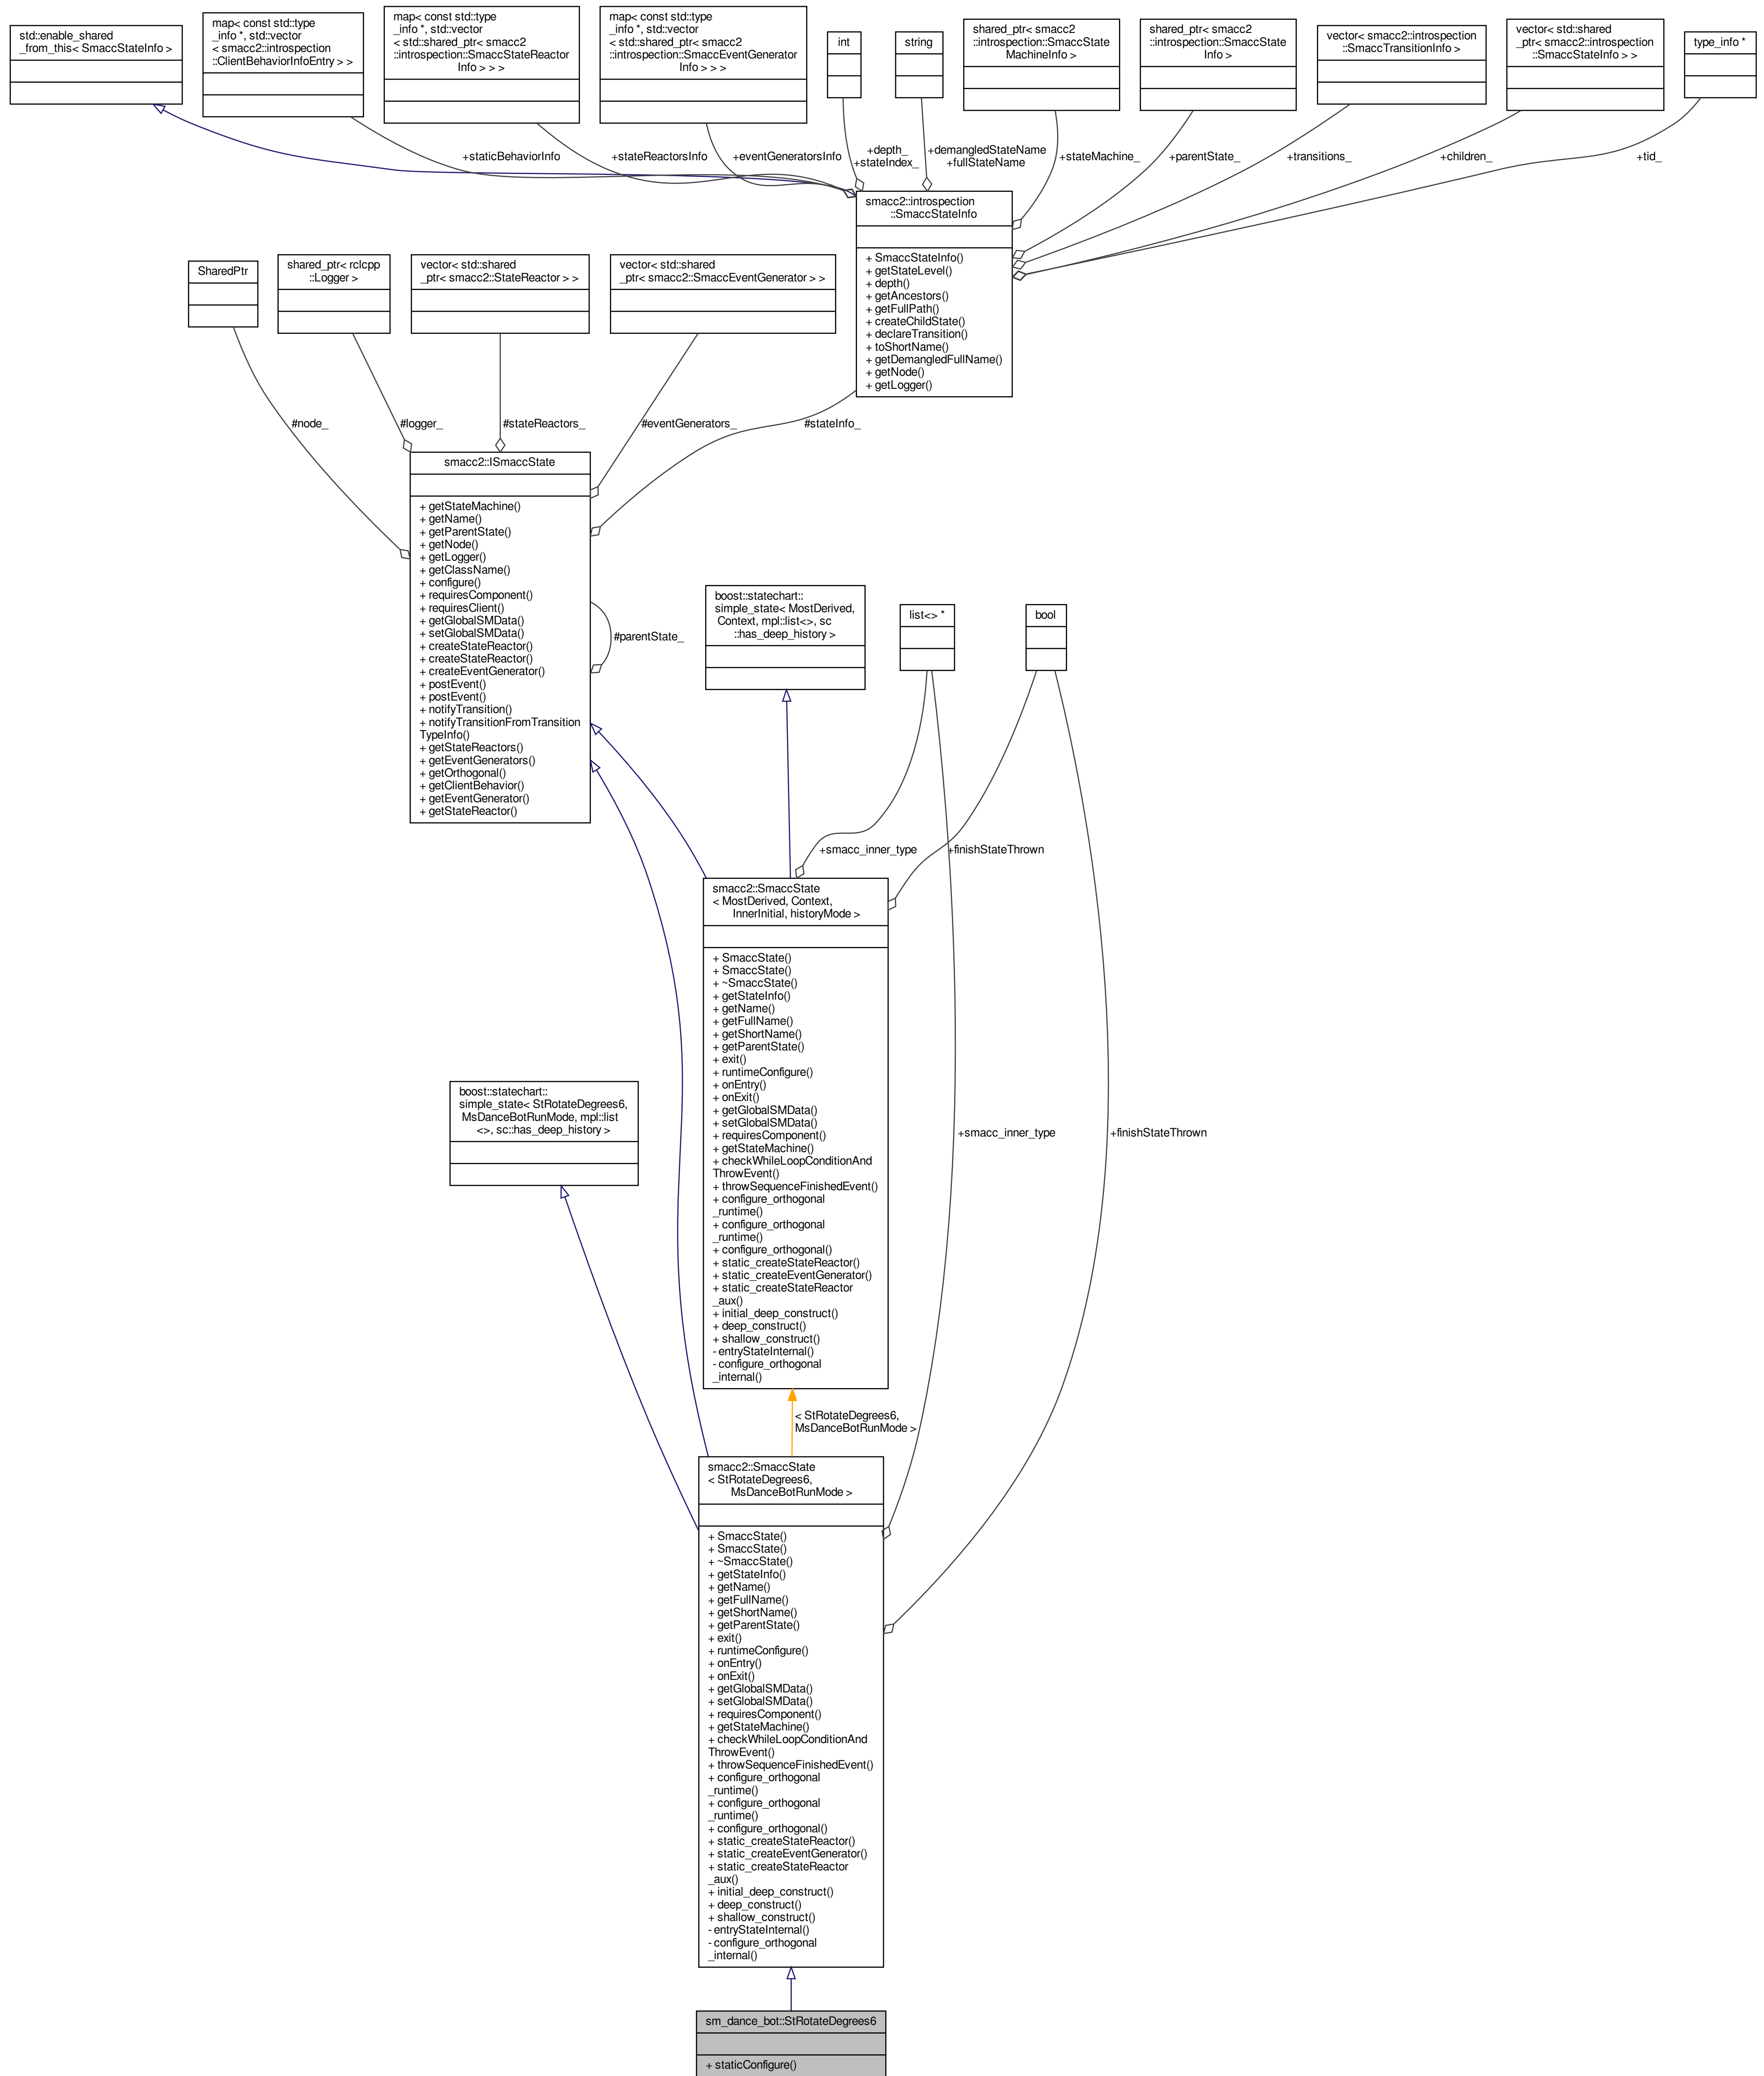 std::enable_shared
_from_this< SmaccStateInfo >
map< const std::type
_info *, std::vector
< smacc2::introspection
::ClientBehaviorInfoEntry > >
map< const std::type
_info *, std::vector
< std::shared_ptr< smacc2
::introspection::SmaccStateReactor
Info > > >
map< const std::type
_info *, std::vector
< std::shared_ptr< smacc2
::introspection::SmaccEventGenerator
Info > > >
int
string
shared_ptr< smacc2
::introspection::SmaccState
MachineInfo >
shared_ptr< smacc2
::introspection::SmaccState
Info >
vector< smacc2::introspection
::SmaccTransitionInfo >
vector< std::shared
_ptr< smacc2::introspection
::SmaccStateInfo > >
type_info *
+staticBehaviorInfo
+stateReactorsInfo
+eventGeneratorsInfo
+depth_
+stateIndex_
+demangledStateName
+fullStateName
+stateMachine_
+parentState_
+transitions_
+children_
+tid_
smacc2::introspection
::SmaccStateInfo
+ SmaccStateInfo()
+ getStateLevel()
+ depth()
+ getAncestors()
+ getFullPath()
+ createChildState()
+ declareTransition()
+ toShortName()
+ getDemangledFullName()
+ getNode()
+ getLogger()
SharedPtr
shared_ptr< rclcpp
::Logger >
vector< std::shared
_ptr< smacc2::StateReactor > >
vector< std::shared
_ptr< smacc2::SmaccEventGenerator > >
#node_
#logger_
#stateReactors_
#eventGenerators_
#stateInfo_
smacc2::ISmaccState
+ getStateMachine()
+ getName()
+ getParentState()
+ getNode()
+ getLogger()
+ getClassName()
+ configure()
+ requiresComponent()
+ requiresClient()
+ getGlobalSMData()
+ setGlobalSMData()
+ createStateReactor()
+ createStateReactor()
+ createEventGenerator()
+ postEvent()
+ postEvent()
+ notifyTransition()
+ notifyTransitionFromTransition
TypeInfo()
+ getStateReactors()
+ getEventGenerators()
+ getOrthogonal()
+ getClientBehavior()
+ getEventGenerator()
+ getStateReactor()
#parentState_
boost::statechart::
simple_state< MostDerived,
Context, mpl::list<>, sc
::has_deep_history >
list<> *
bool
+smacc_inner_type
+finishStateThrown
smacc2::SmaccState
< MostDerived, Context,
InnerInitial, historyMode >
+ SmaccState()
+ SmaccState()
+ ~SmaccState()
+ getStateInfo()
+ getName()
+ getFullName()
+ getShortName()
+ getParentState()
+ exit()
+ runtimeConfigure()
+ onEntry()
+ onExit()
+ getGlobalSMData()
+ setGlobalSMData()
+ requiresComponent()
+ getStateMachine()
+ checkWhileLoopConditionAnd
ThrowEvent()
+ throwSequenceFinishedEvent()
+ configure_orthogonal
_runtime()
+ configure_orthogonal
_runtime()
+ configure_orthogonal()
+ static_createStateReactor()
+ static_createEventGenerator()
+ static_createStateReactor
_aux()
+ initial_deep_construct()
+ deep_construct()
+ shallow_construct()
- entryStateInternal()
- configure_orthogonal
_internal()
boost::statechart::
simple_state< StRotateDegrees6,
MsDanceBotRunMode, mpl::list
<>, sc::has_deep_history >
+smacc_inner_type
+finishStateThrown
< StRotateDegrees6,
MsDanceBotRunMode >
smacc2::SmaccState
< StRotateDegrees6,
MsDanceBotRunMode >
+ SmaccState()
+ SmaccState()
+ ~SmaccState()
+ getStateInfo()
+ getName()
+ getFullName()
+ getShortName()
+ getParentState()
+ exit()
+ runtimeConfigure()
+ onEntry()
+ onExit()
+ getGlobalSMData()
+ setGlobalSMData()
+ requiresComponent()
+ getStateMachine()
+ checkWhileLoopConditionAnd
ThrowEvent()
+ throwSequenceFinishedEvent()
+ configure_orthogonal
_runtime()
+ configure_orthogonal
_runtime()
+ configure_orthogonal()
+ static_createStateReactor()
+ static_createEventGenerator()
+ static_createStateReactor
_aux()
+ initial_deep_construct()
+ deep_construct()
+ shallow_construct()
- entryStateInternal()
- configure_orthogonal
_internal()
sm_dance_bot::StRotateDegrees6
+ staticConfigure()